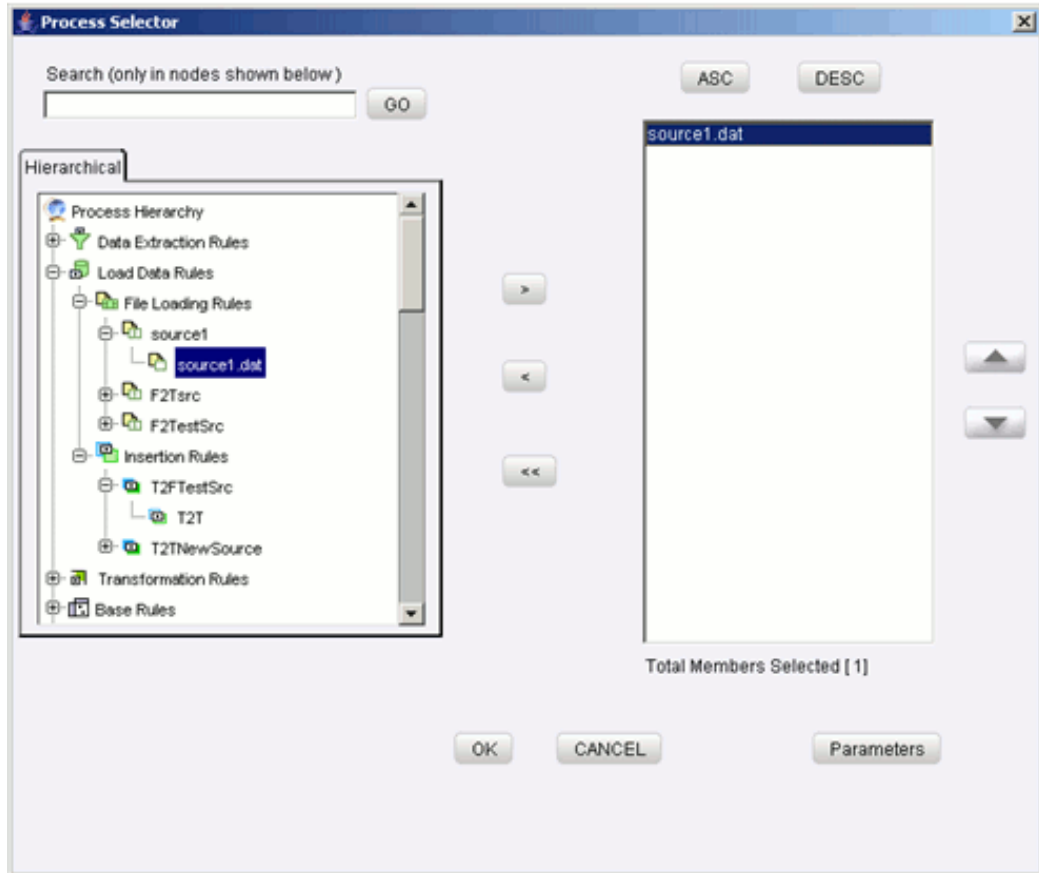 Process Selector
Search (only in nodes shown below)
GO
ASC
DESC
source1.dat
Hierarchical
Process Hierarchy
Data Extraction Rules
Load Data Rules
File Loading Rules
source1
source1.dat
F2Tsrc
F2TestSrc
Insertion Rules
T2FTestSrc
T2T
T2TNewSource
Transformation Rules
Base Rules
>
<
<<
Total Members Selected [1]
OK
CANCEL
Parameters